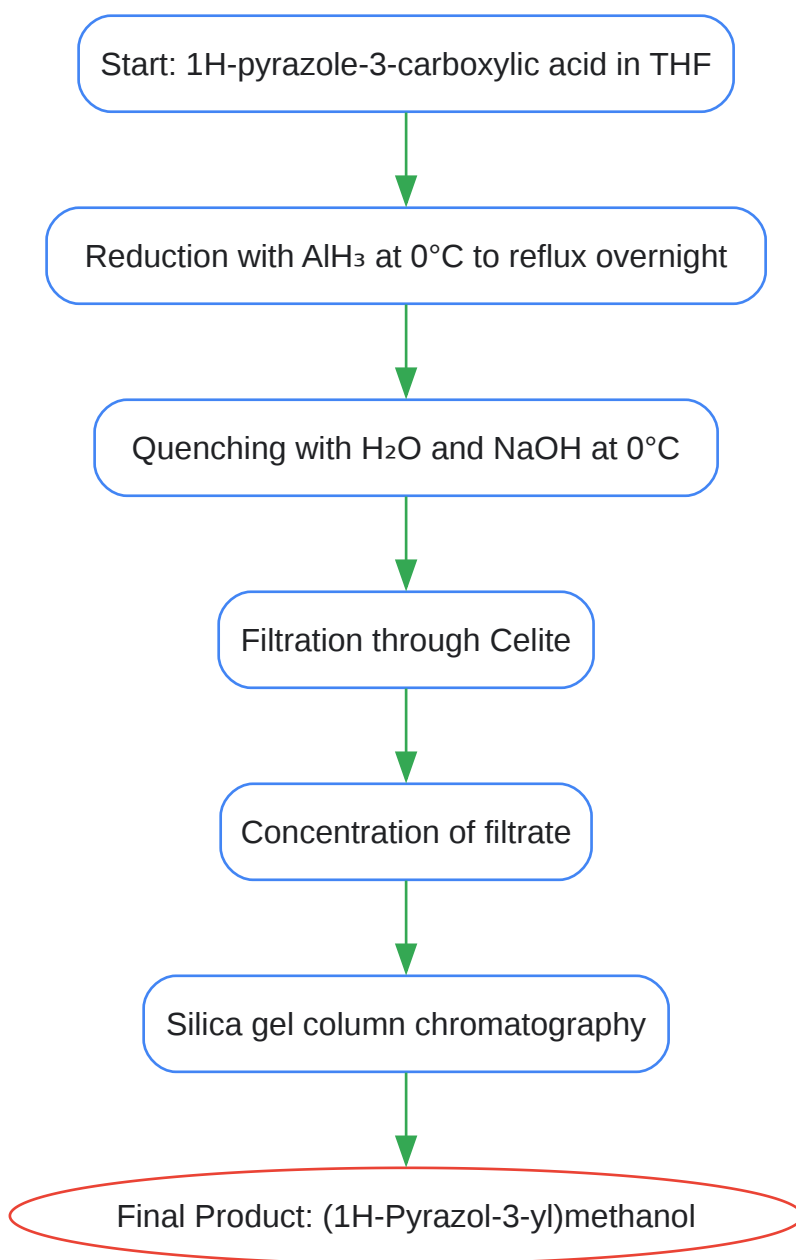 Start: 1H-pyrazole-3-carboxylic acid in THF
Reduction with AlH₃ at 0°C to reflux overnight
Quenching with H₂O and NaOH at 0°C
Filtration through Celite
Concentration of filtrate
Silica gel column chromatography
Final Product: (1H-Pyrazol-3-yl)methanol